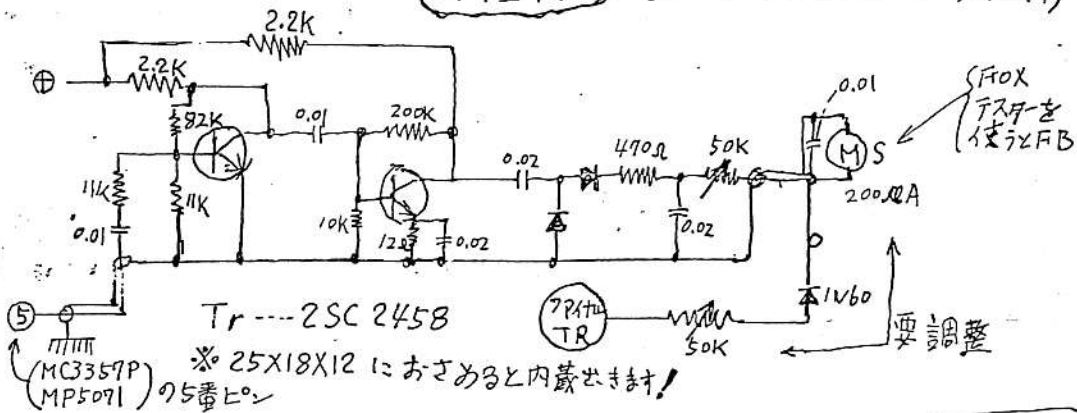 2.2K
⊕ 2.2K
82K
0.01
200K
0.02
470Ω
50K
0.01
M S
200μA
テスターを
使うとFB
11K
11K
0.01
10K
12Ω
0.02
0.02
⑤
Tr ---- 2SC 2458
ファイナル
TR
50K
1N60
要調整
※ 25X18X12 におさめると内蔵出きます!
(MC3357P
MP5071) の5番ピン